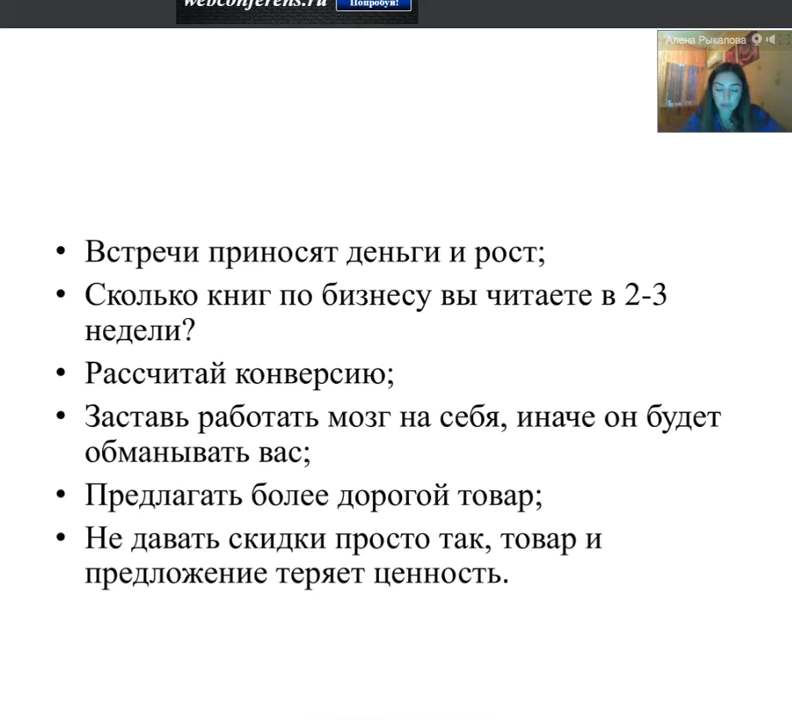 webconferens.ru Попробуй!
Алена Рыкалова
• Встречи приносят деньги и рост;
• Сколько книг по бизнесу вы читаете в 2-3
недели?
• Рассчитай конверсию;
• Заставь работать мозг на себя, иначе он будет
обманывать вас;
• Предлагать более дорогой товар;
• Не давать скидки просто так, товар и
предложение теряет ценность.